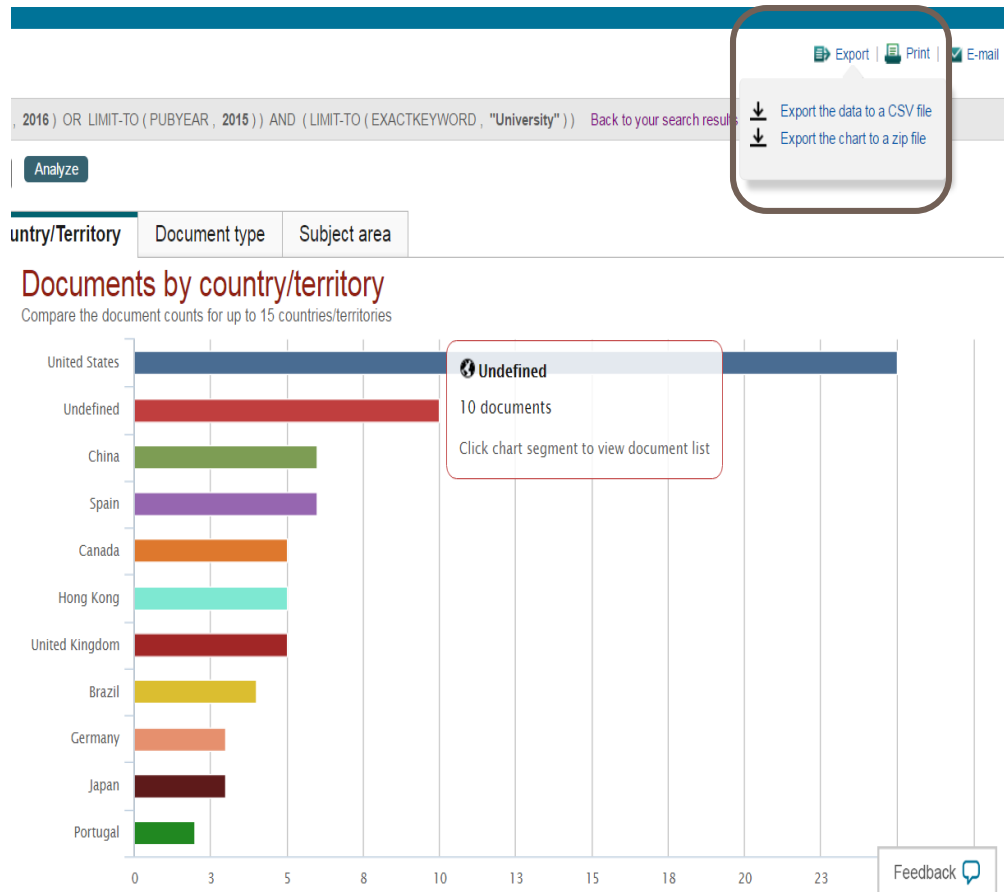 Export | Print | E-mail
Export the data to a CSV file
Export the chart to a zip file
, 2016 ) OR LIMIT-TO ( PUBYEAR , 2015 ) ) AND ( LIMIT-TO ( EXACTKEYWORD , "University" ) ) Back to your search results
Analyze
untry/Territory Document type Subject area
Documents by country/territory
Compare the document counts for up to 15 countries/territories
United States
Undefined
China
Spain
Canada
Hong Kong
United Kingdom
Brazil
Germany
Japan
Portugal
Undefined
10 documents
Click chart segment to view document list
0 3 5 8 10 13 15 18 20 23
Feedback